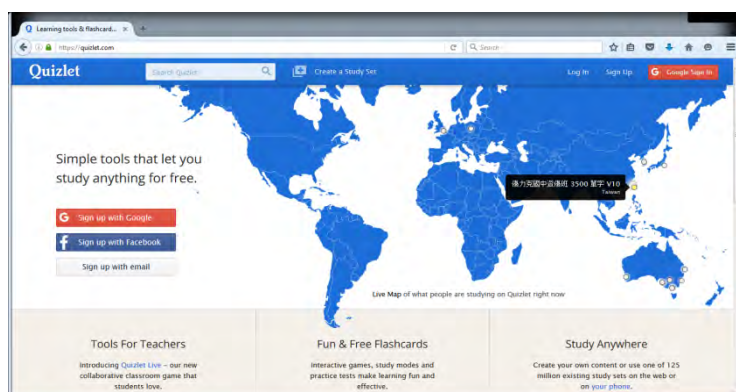 Learning tools & flashcard...
https://quizlet.com
Search
Quizlet
Search Quizlet
Create a Study Set
Log In
Sign Up
G Google Sign In
Simple tools that let you
study anything for free.
G Sign up with Google
f Sign up with Facebook
Sign up with email
3500 單字 V10
Taiwan
Live Map of what people are studying on Quizlet right now
Tools For Teachers
Introducing Quizlet Live – our new
collaborative classroom game that
students love.
Fun & Free Flashcards
Interactive games, study modes and
practice tests make learning fun and
effective.
Study Anywhere
Create your own content or use one of 125
million existing study sets on the web or
on your phone.